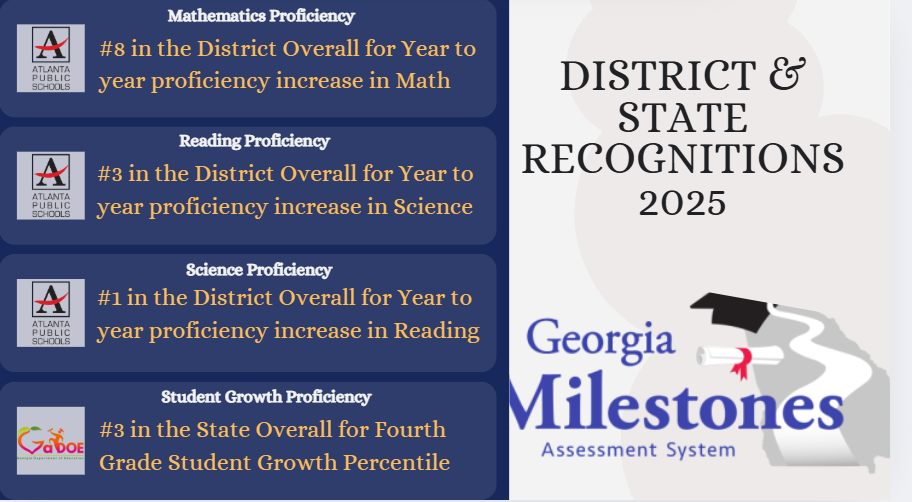 Mathematics Proficiency
A
ATLANTA
PUBLIC
SCHOOLS
#8 in the District Overall for Year to
year proficiency increase in Math
Reading Proficiency
A
ATLANTA
PUBLIC
SCHOOLS
#3 in the District Overall for Year to
year proficiency increase in Science
Science Proficiency
A
ATLANTA
PUBLIC
SCHOOLS
#1 in the District Overall for Year to
year proficiency increase in Reading
Student Growth Proficiency
GaDOE
Georgia Department of Education
#3 in the State Overall for Fourth
Grade Student Growth Percentile
DISTRICT &
STATE
RECOGNITIONS
2025
Georgia
Milestones
Assessment System